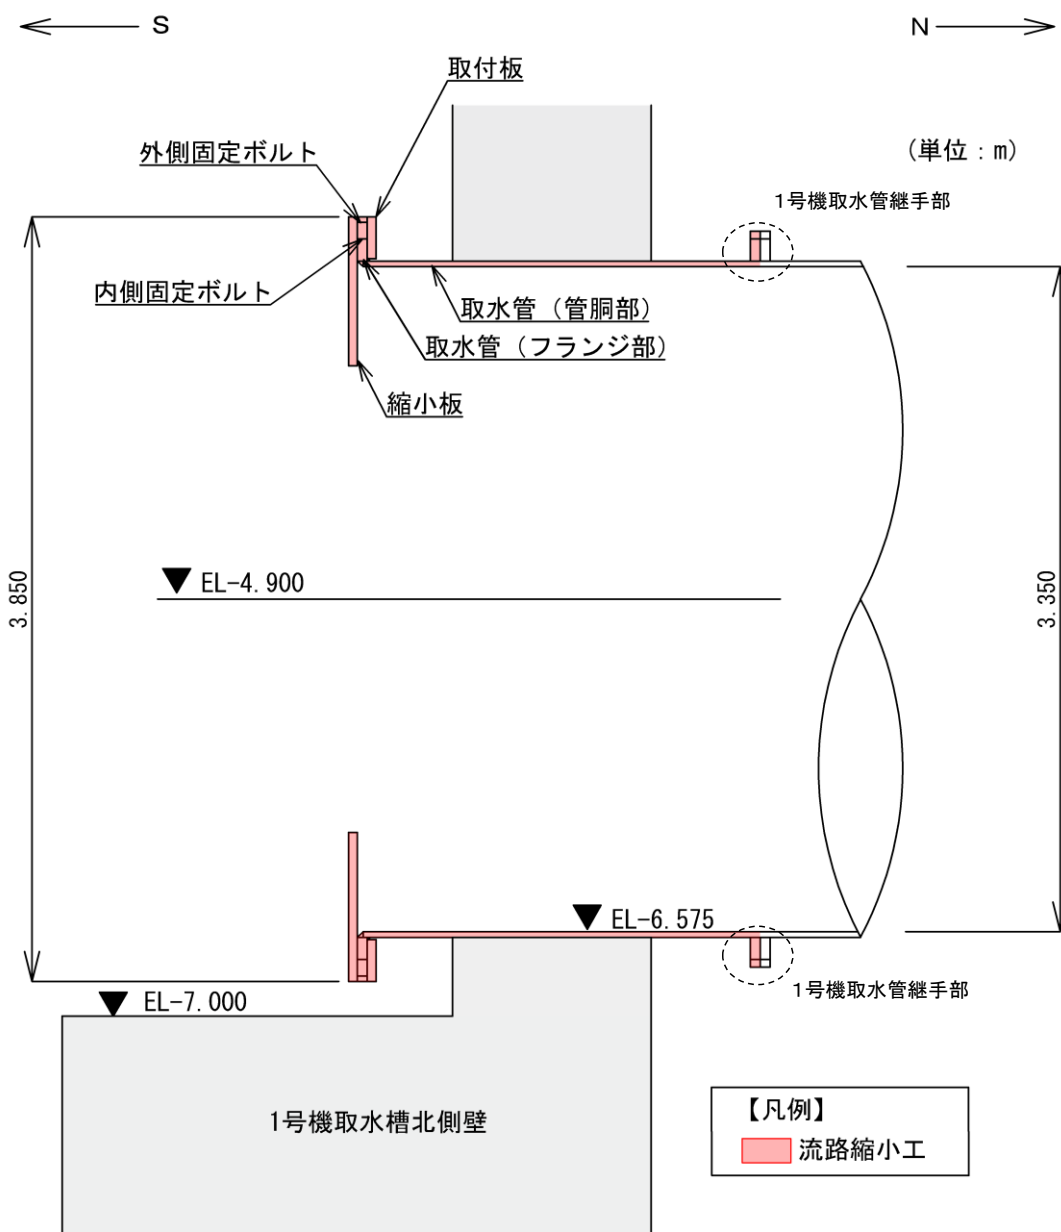 S
N
取付板
外側固定ボルト
(単位：m)
1号機取水管継手部
内側固定ボルト
取水管（管胴部）
取水管（フランジ部）
縮小板
3.850
EL-4.900
3.350
EL-6.575
1号機取水管継手部
EL-7.000
1号機取水槽北側壁
【凡例】
流路縮小工